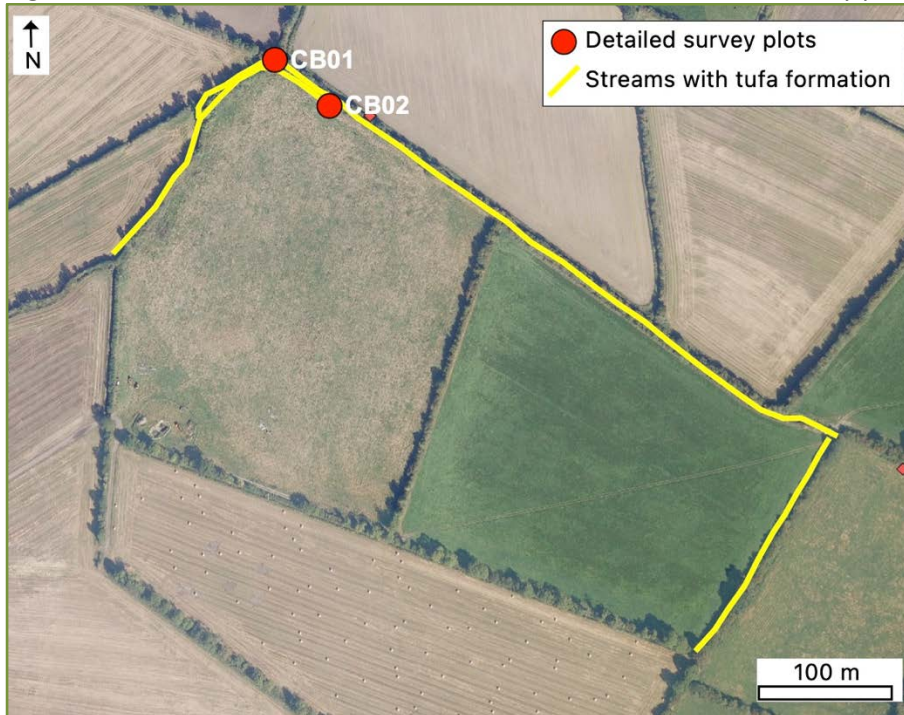 N
Detailed survey plots
Streams with tufa formation
CB01
CB02
100 m